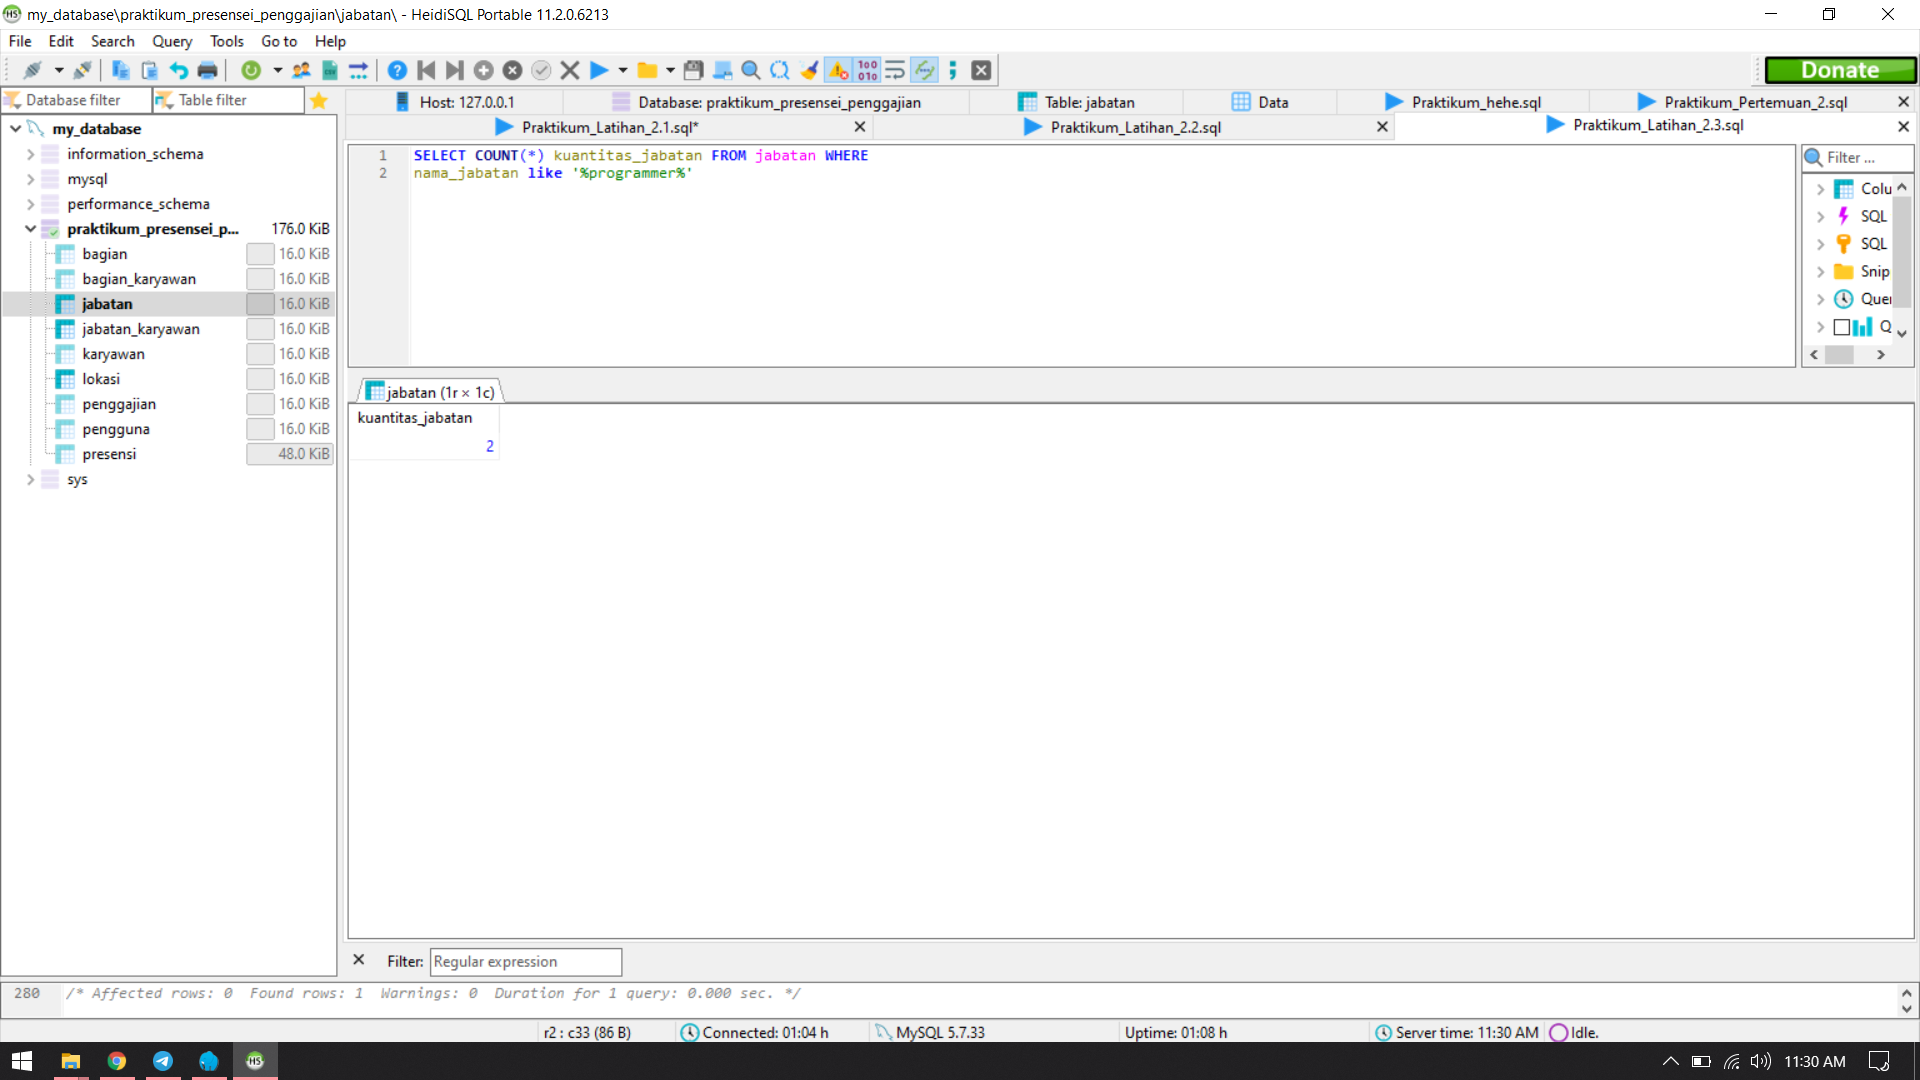 my_database\praktikum_presensei_penggajian\jabatan\ - HeidiSQL Portable 11.2.0.6213
File Edit Search Query Tools Go to Help
Donate
Database filter Table filter
Host: 127.0.0.1 Database: praktikum_presensei_penggajian Table: jabatan Data Praktikum_hehe.sql Praktikum_Pertemuan_2.sql
Praktikum_Latihan_2.1.sql* Praktikum_Latihan_2.2.sql Praktikum_Latihan_2.3.sql
my_database
information_schema
mysql
performance_schema
praktikum_presensei_p... 176.0 KiB
bagian 16.0 KiB
bagian_karyawan 16.0 KiB
jabatan 16.0 KiB
jabatan_karyawan 16.0 KiB
karyawan 16.0 KiB
lokasi 16.0 KiB
penggajian 16.0 KiB
pengguna 16.0 KiB
presensi 48.0 KiB
sys
1 SELECT COUNT(*) kuantitas_jabatan FROM jabatan WHERE
2 nama_jabatan like '%programmer%'
Filter ...
Colu
SQL
SQL
Snip
Quer
Q
jabatan (1r × 1c)
kuantitas_jabatan
2
Filter: Regular expression
280 /* Affected rows: 0 Found rows: 1 Warnings: 0 Duration for 1 query: 0.000 sec. */
r2 : c33 (86 B) Connected: 01:04 h MySQL 5.7.33 Uptime: 01:08 h Server time: 11:30 AM Idle.
HS 11:30 AM